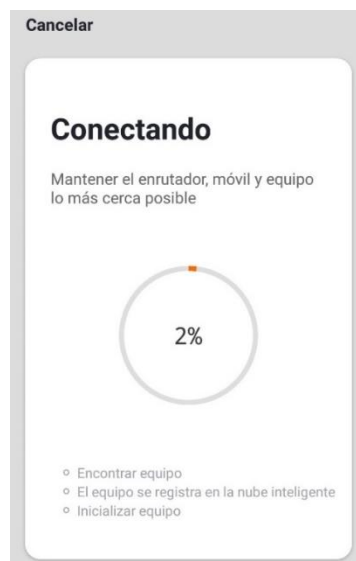 Cancelar
Conectando
Mantener el enrutador, móvil y equipo
lo más cerca posible
2%
Encontrar equipo
El equipo se registra en la nube inteligente
Inicializar equipo